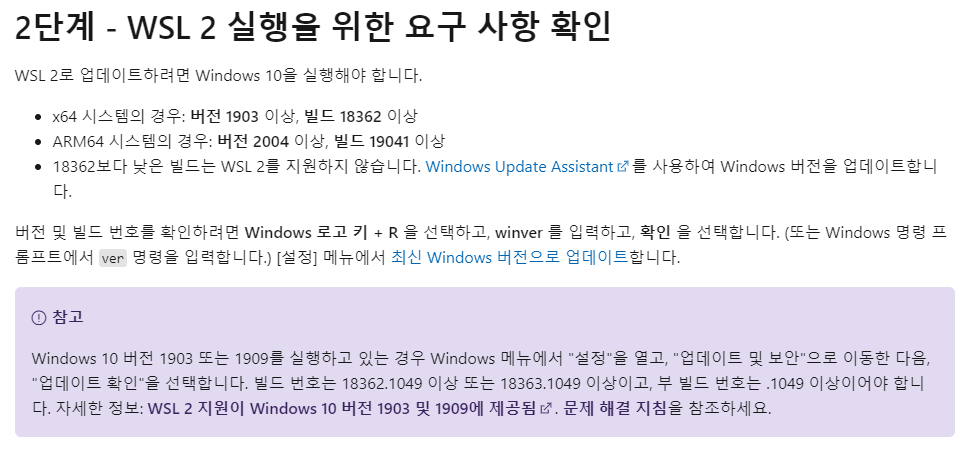 2단계 - WSL 2 실행을 위한 요구 사항 확인
WSL 2로 업데이트하려면 Windows 10을 실행해야 합니다.
• x64 시스템의 경우: 버전 1903 이상, 빌드 18362 이상
• ARM64 시스템의 경우: 버전 2004 이상, 빌드 19041 이상
• 18362보다 낮은 빌드는 WSL 2를 지원하지 않습니다. Windows Update Assistant를 사용하여 Windows 버전을 업데이트합니
다.
버전 및 빌드 번호를 확인하려면 Windows 로고 키 + R 을 선택하고, winver 를 입력하고, 확인 을 선택합니다. (또는 Windows 명령 프
롬프트에서 ver 명령을 입력합니다.) [설정] 메뉴에서 최신 Windows 버전으로 업데이트합니다.
참고
Windows 10 버전 1903 또는 1909를 실행하고 있는 경우 Windows 메뉴에서 "설정"을 열고, "업데이트 및 보안"으로 이동한 다음,
"업데이트 확인"을 선택합니다. 빌드 번호는 18362.1049 이상 또는 18363.1049 이상이고, 부 빌드 번호는 .1049 이상이어야 합니
다. 자세한 정보: WSL 2 지원이 Windows 10 버전 1903 및 1909에 제공됨. 문제 해결 지침을 참조하세요.